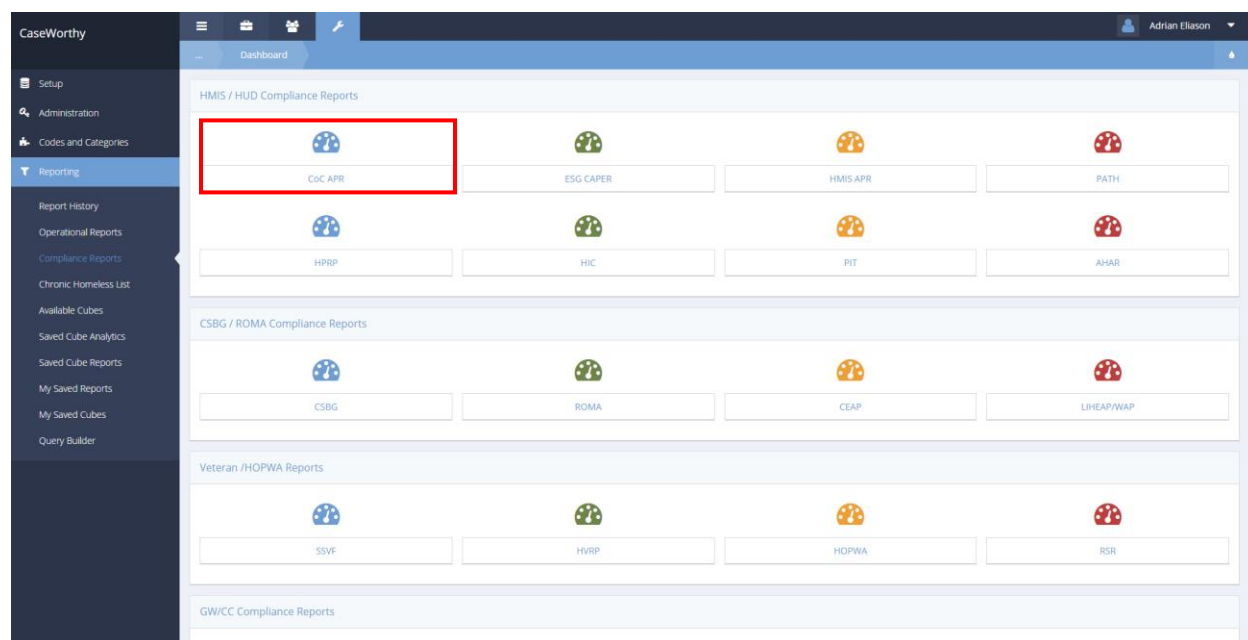 CaseWorthy
Adrian Eliason
... Dashboard
Setup
Administration
Codes and Categories
Reporting
Report History
Operational Reports
Compliance Reports
Chronic Homeless List
Available Cubes
Saved Cube Analytics
Saved Cube Reports
My Saved Reports
My Saved Cubes
Query Builder
HMIS / HUD Compliance Reports
CoC APR ESG CAPER HMIS APR PATH
HPRP HIC PIT AHAR
CSBG / ROMA Compliance Reports
CSBG ROMA CEAP LIHEAP/WAP
Veteran /HOPWA Reports
SSVF HVRP HOPWA RSR
GW/CC Compliance Reports